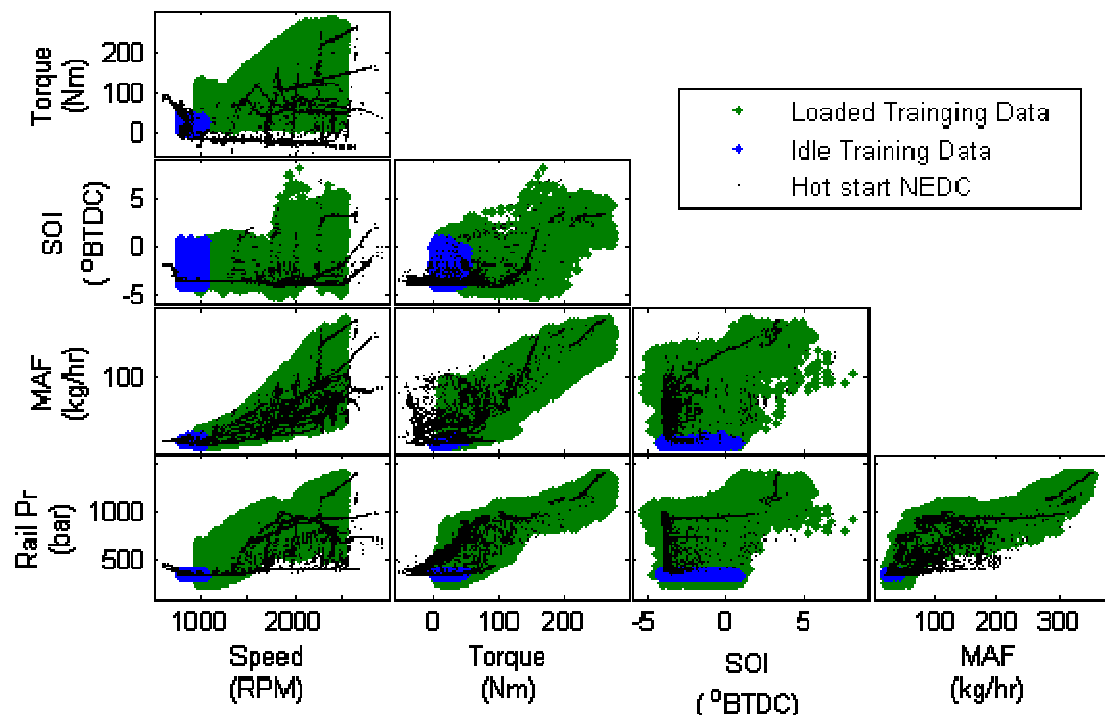 200
100
0
Torque
(Nm)
Loaded Trainging Data
Idle Training Data
Hot start NEDC
5
0
-5
SOI
( ºBTDC)
100
MAF
(kg/hr)
1000
500
Rail Pr
(bar)
1000 2000
0 100 200
-5 0 5
100 200 300
Speed
(RPM)
Torque
(Nm)
SOI
( ºBTDC)
MAF
(kg/hr)